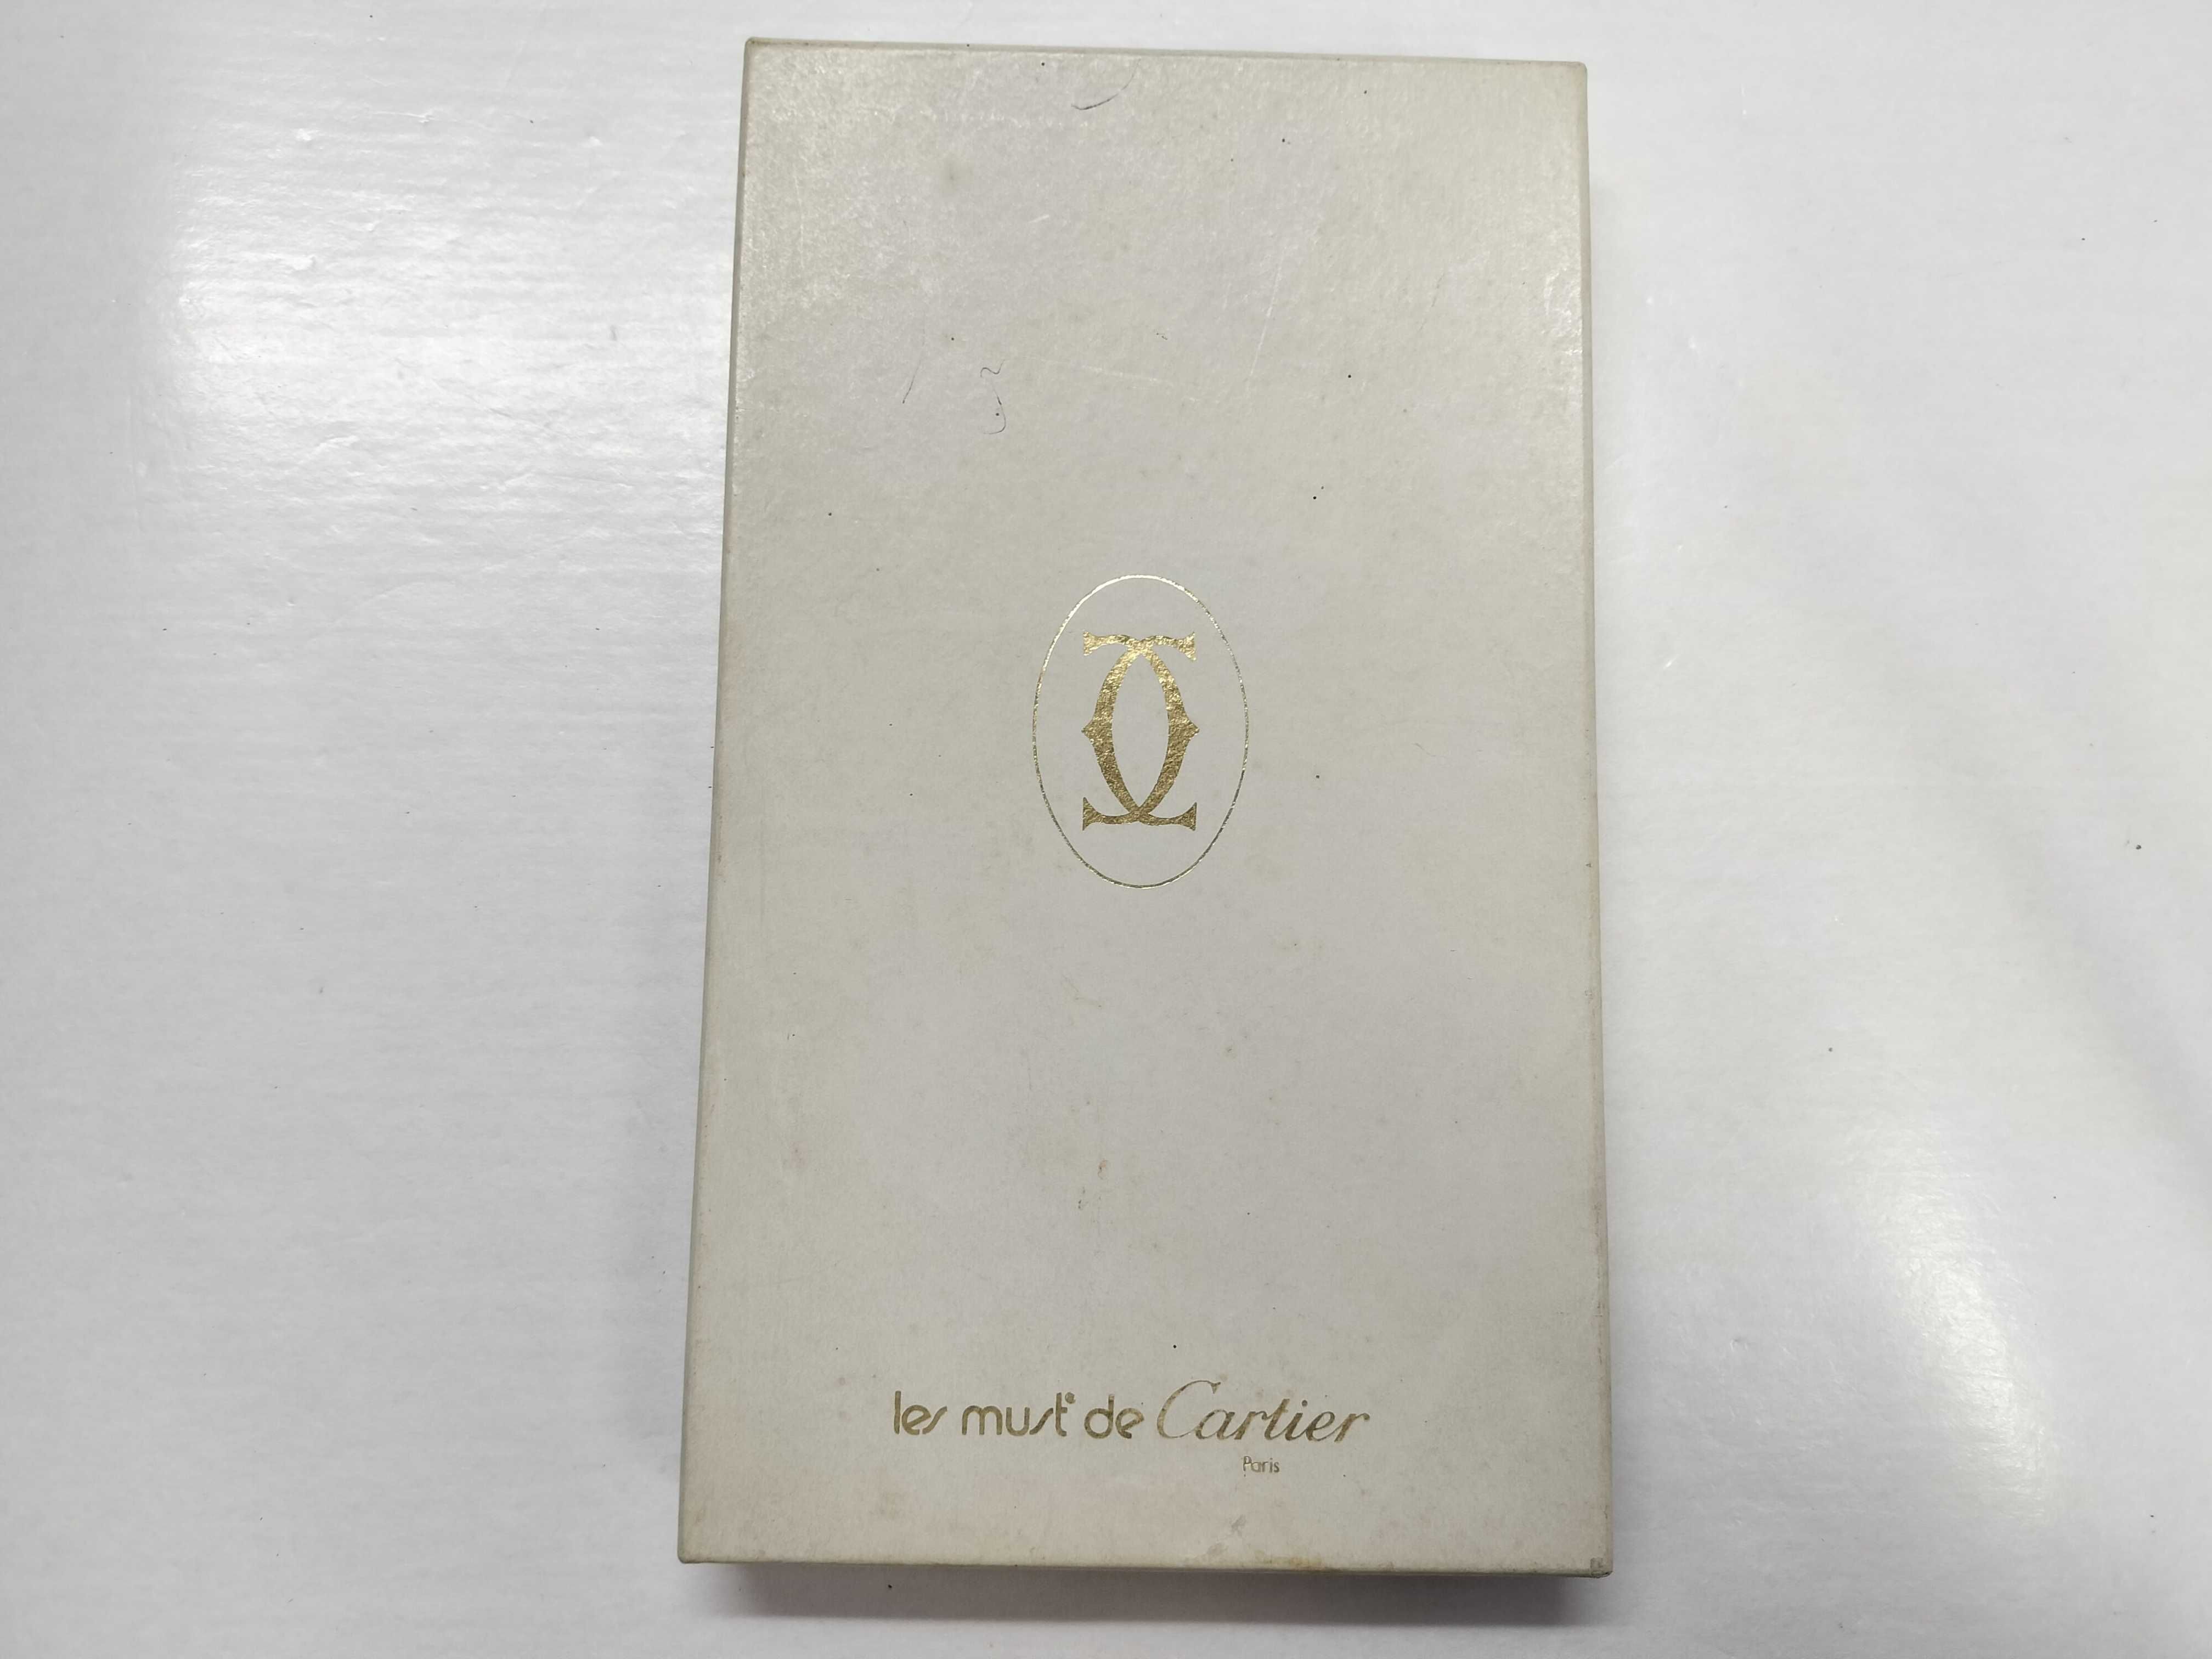 les must de Cartier
Paris